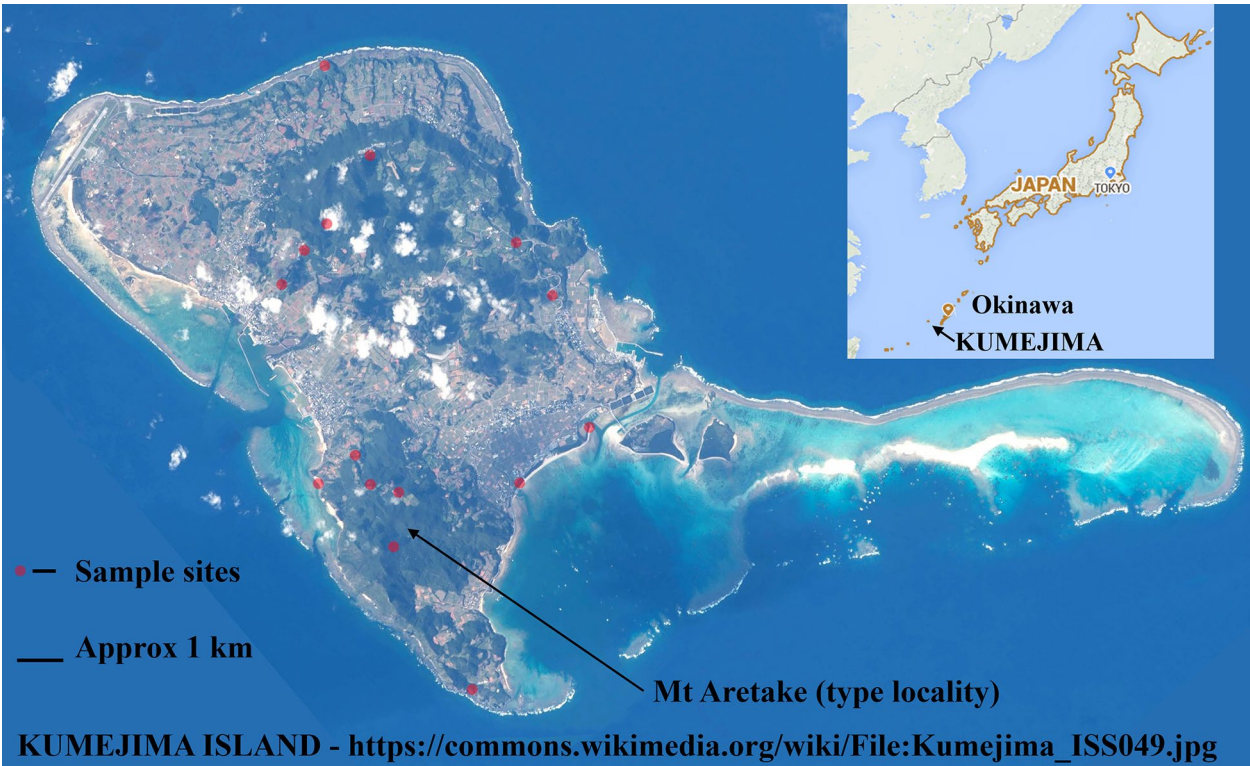 JAPAN
TOKYO
Okinawa
KUMEJIMA
Sample sites
Approx 1 km
Mt Aretake (type locality)
KUMEJIMA ISLAND - https://commons.wikimedia.org/wiki/File:Kumejima_ISS049.jpg